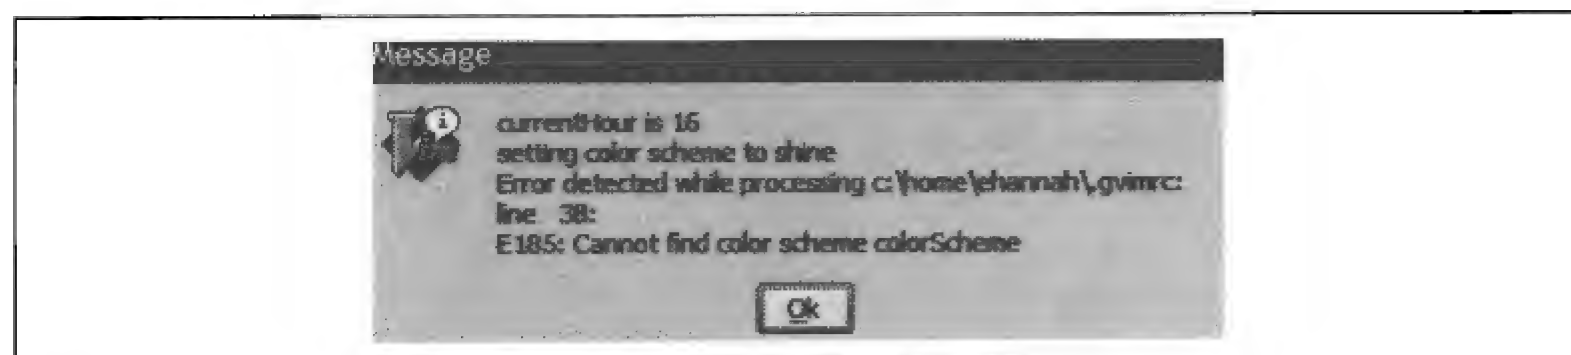 Message
currentHour is 16
setting color scheme to shine
Error detected while processing c:\home\ehannah\.gvimrc:
line 38:
E185: Cannot find color scheme colorScheme
Ok